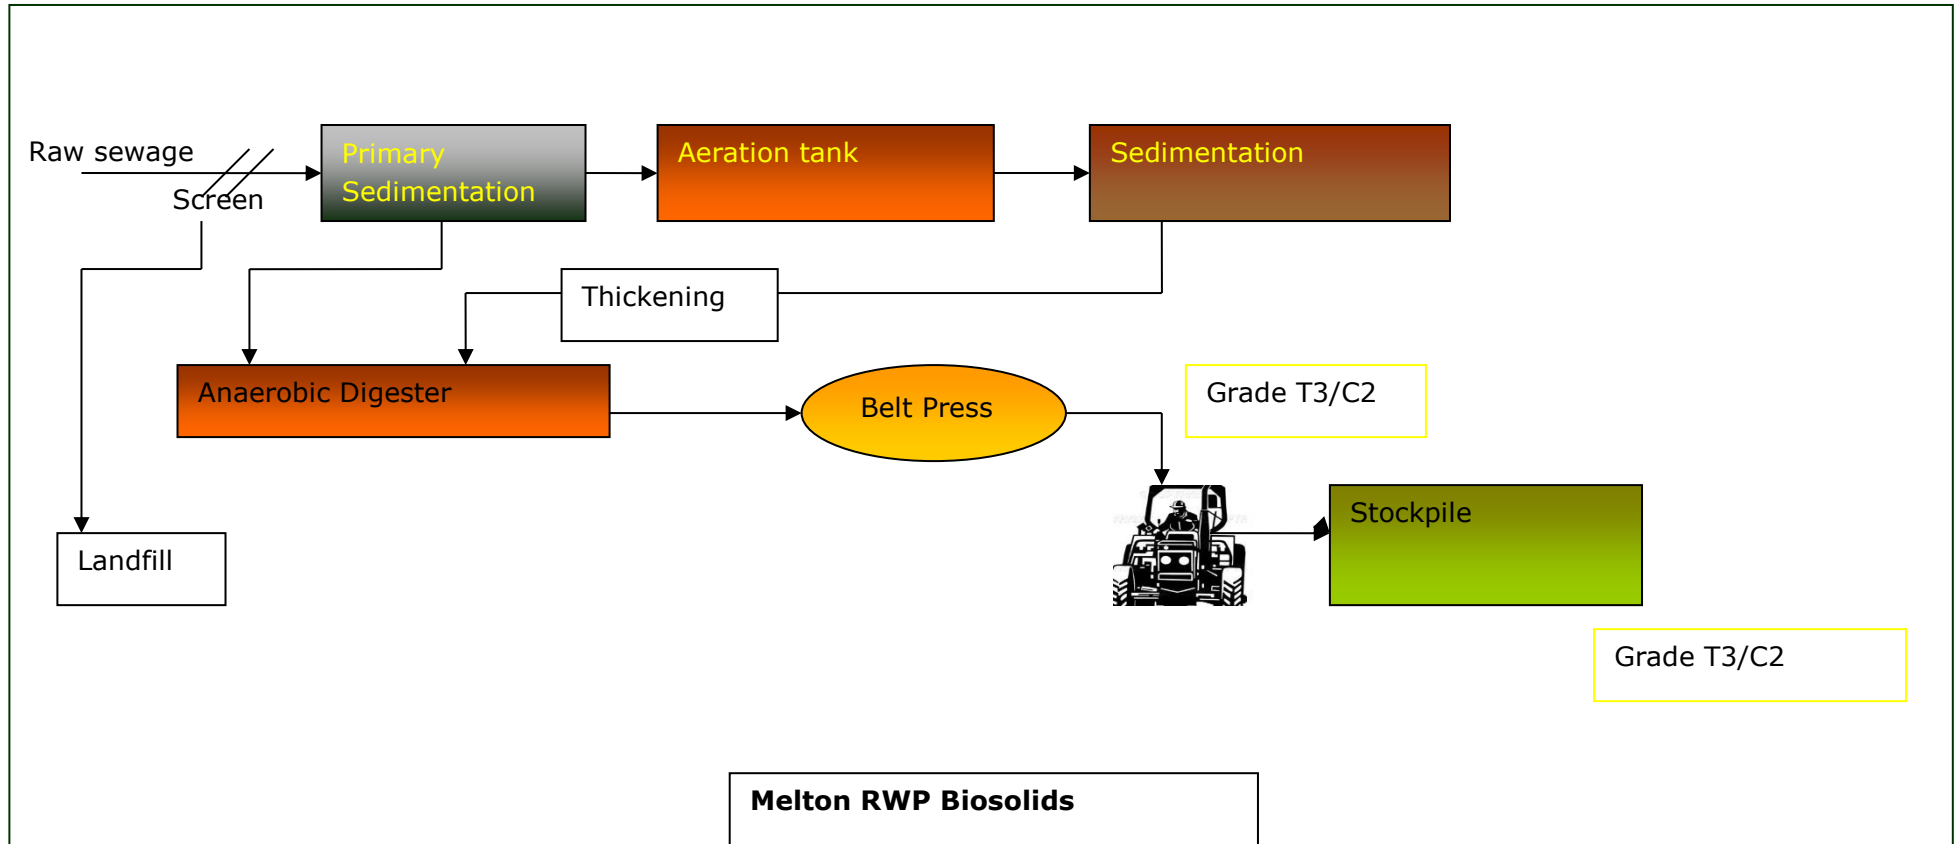 Raw sewage
Screen
Primary
Sedimentation
Aeration tank
Sedimentation
Thickening
Anaerobic Digester
Belt Press
Grade T3/C2
Stockpile
Landfill
Grade T3/C2
Melton RWP Biosolids